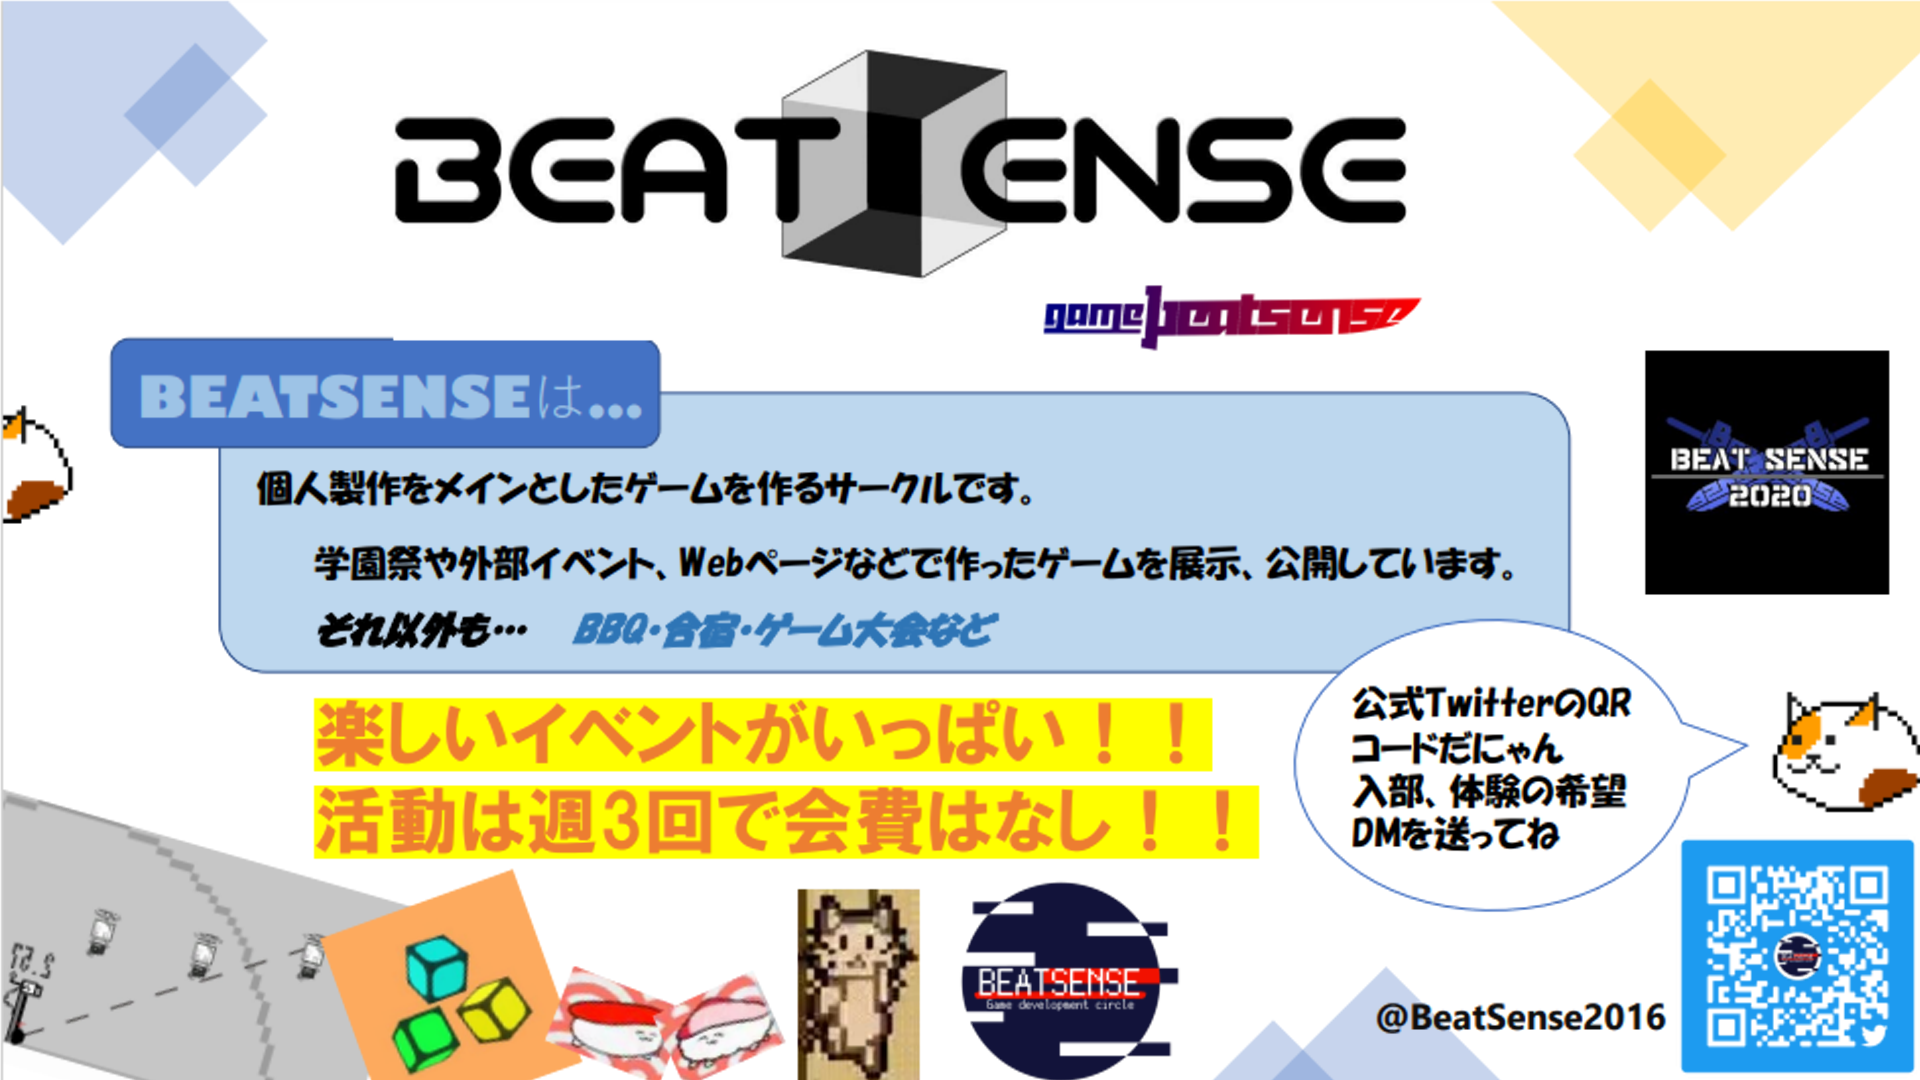 BEATSENSE
game beatsense
BEATSENSEは...
個人製作をメインとしたゲームを作るサークルです。
学園祭や外部イベント、Webページなどで作ったゲームを展示、公開しています。
それ以外も… BBQ・合宿・ゲーム大会など
BEAT SENSE
2020
楽しいイベントがいっぱい！！
活動は週3回で会費はなし！！
公式TwitterのQR
コードだにゃん
入部、体験の希望
DMを送ってね
BEATSENSE
Game development circle
@BeatSense2016